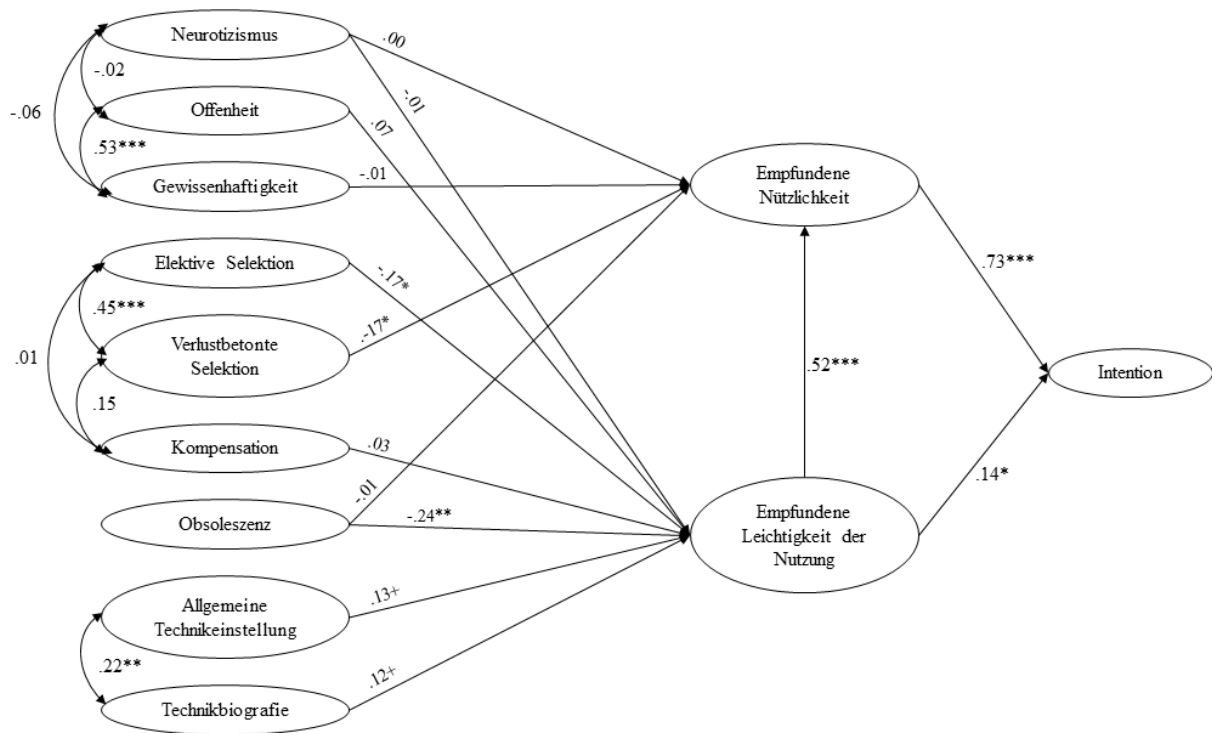 Neurotizismus
.00
-.02
-.01
-.06
Offenheit
.07
.53***
Gewissenhaftigkeit
-.01
Empfundene
Nützlichkeit
Elektive Selektion
-.17*
.73***
.45***
.-17*
Verlustbetonte
Selektion
.01
.52***
Intention
.15
Kompensation
.03
.14*
-.01
Obsoleszenz
-.24**
Empfundene
Leichtigkeit der
Nutzung
Allgemeine
Technikeinstellung
.13+
.22**
.12+
Technikbiografie